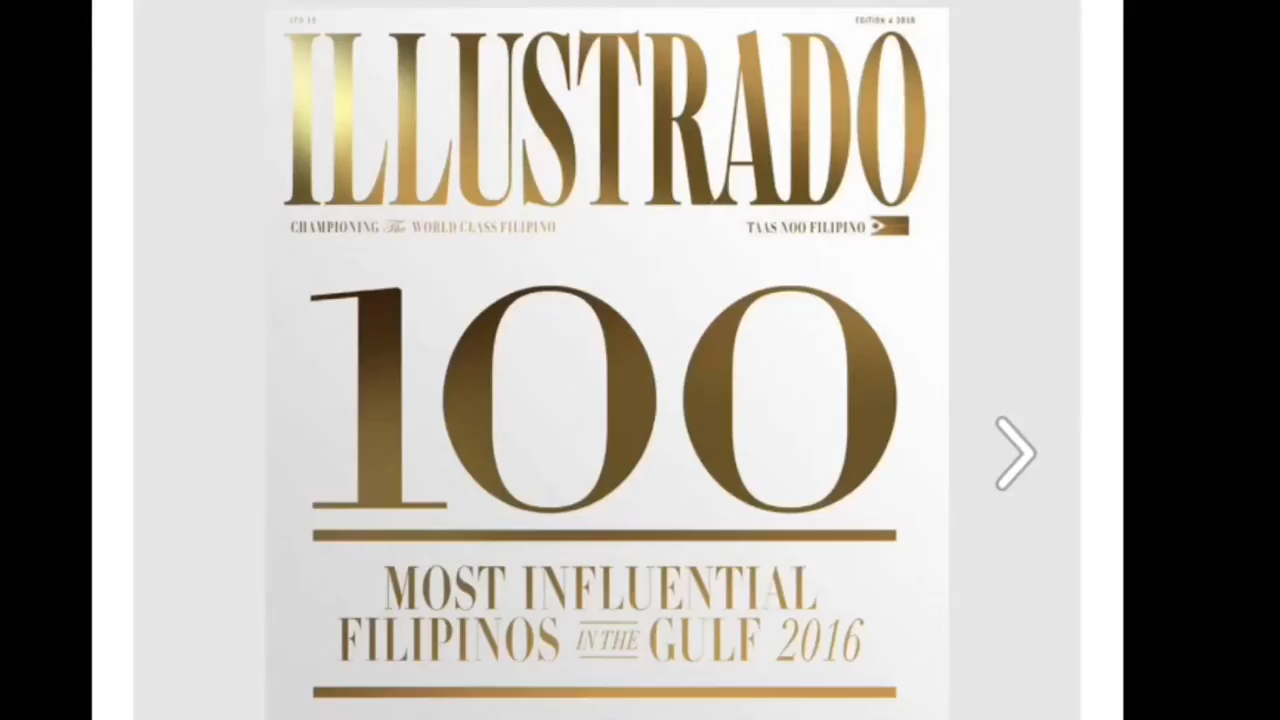 EDITION 4 2016
ILLUSTRADO
CHAMPIONING The WORLD CLASS FILIPINO
TAAS NOO FILIPINO
100
MOST INFLUENTIAL
FILIPINOS IN THE GULF 2016